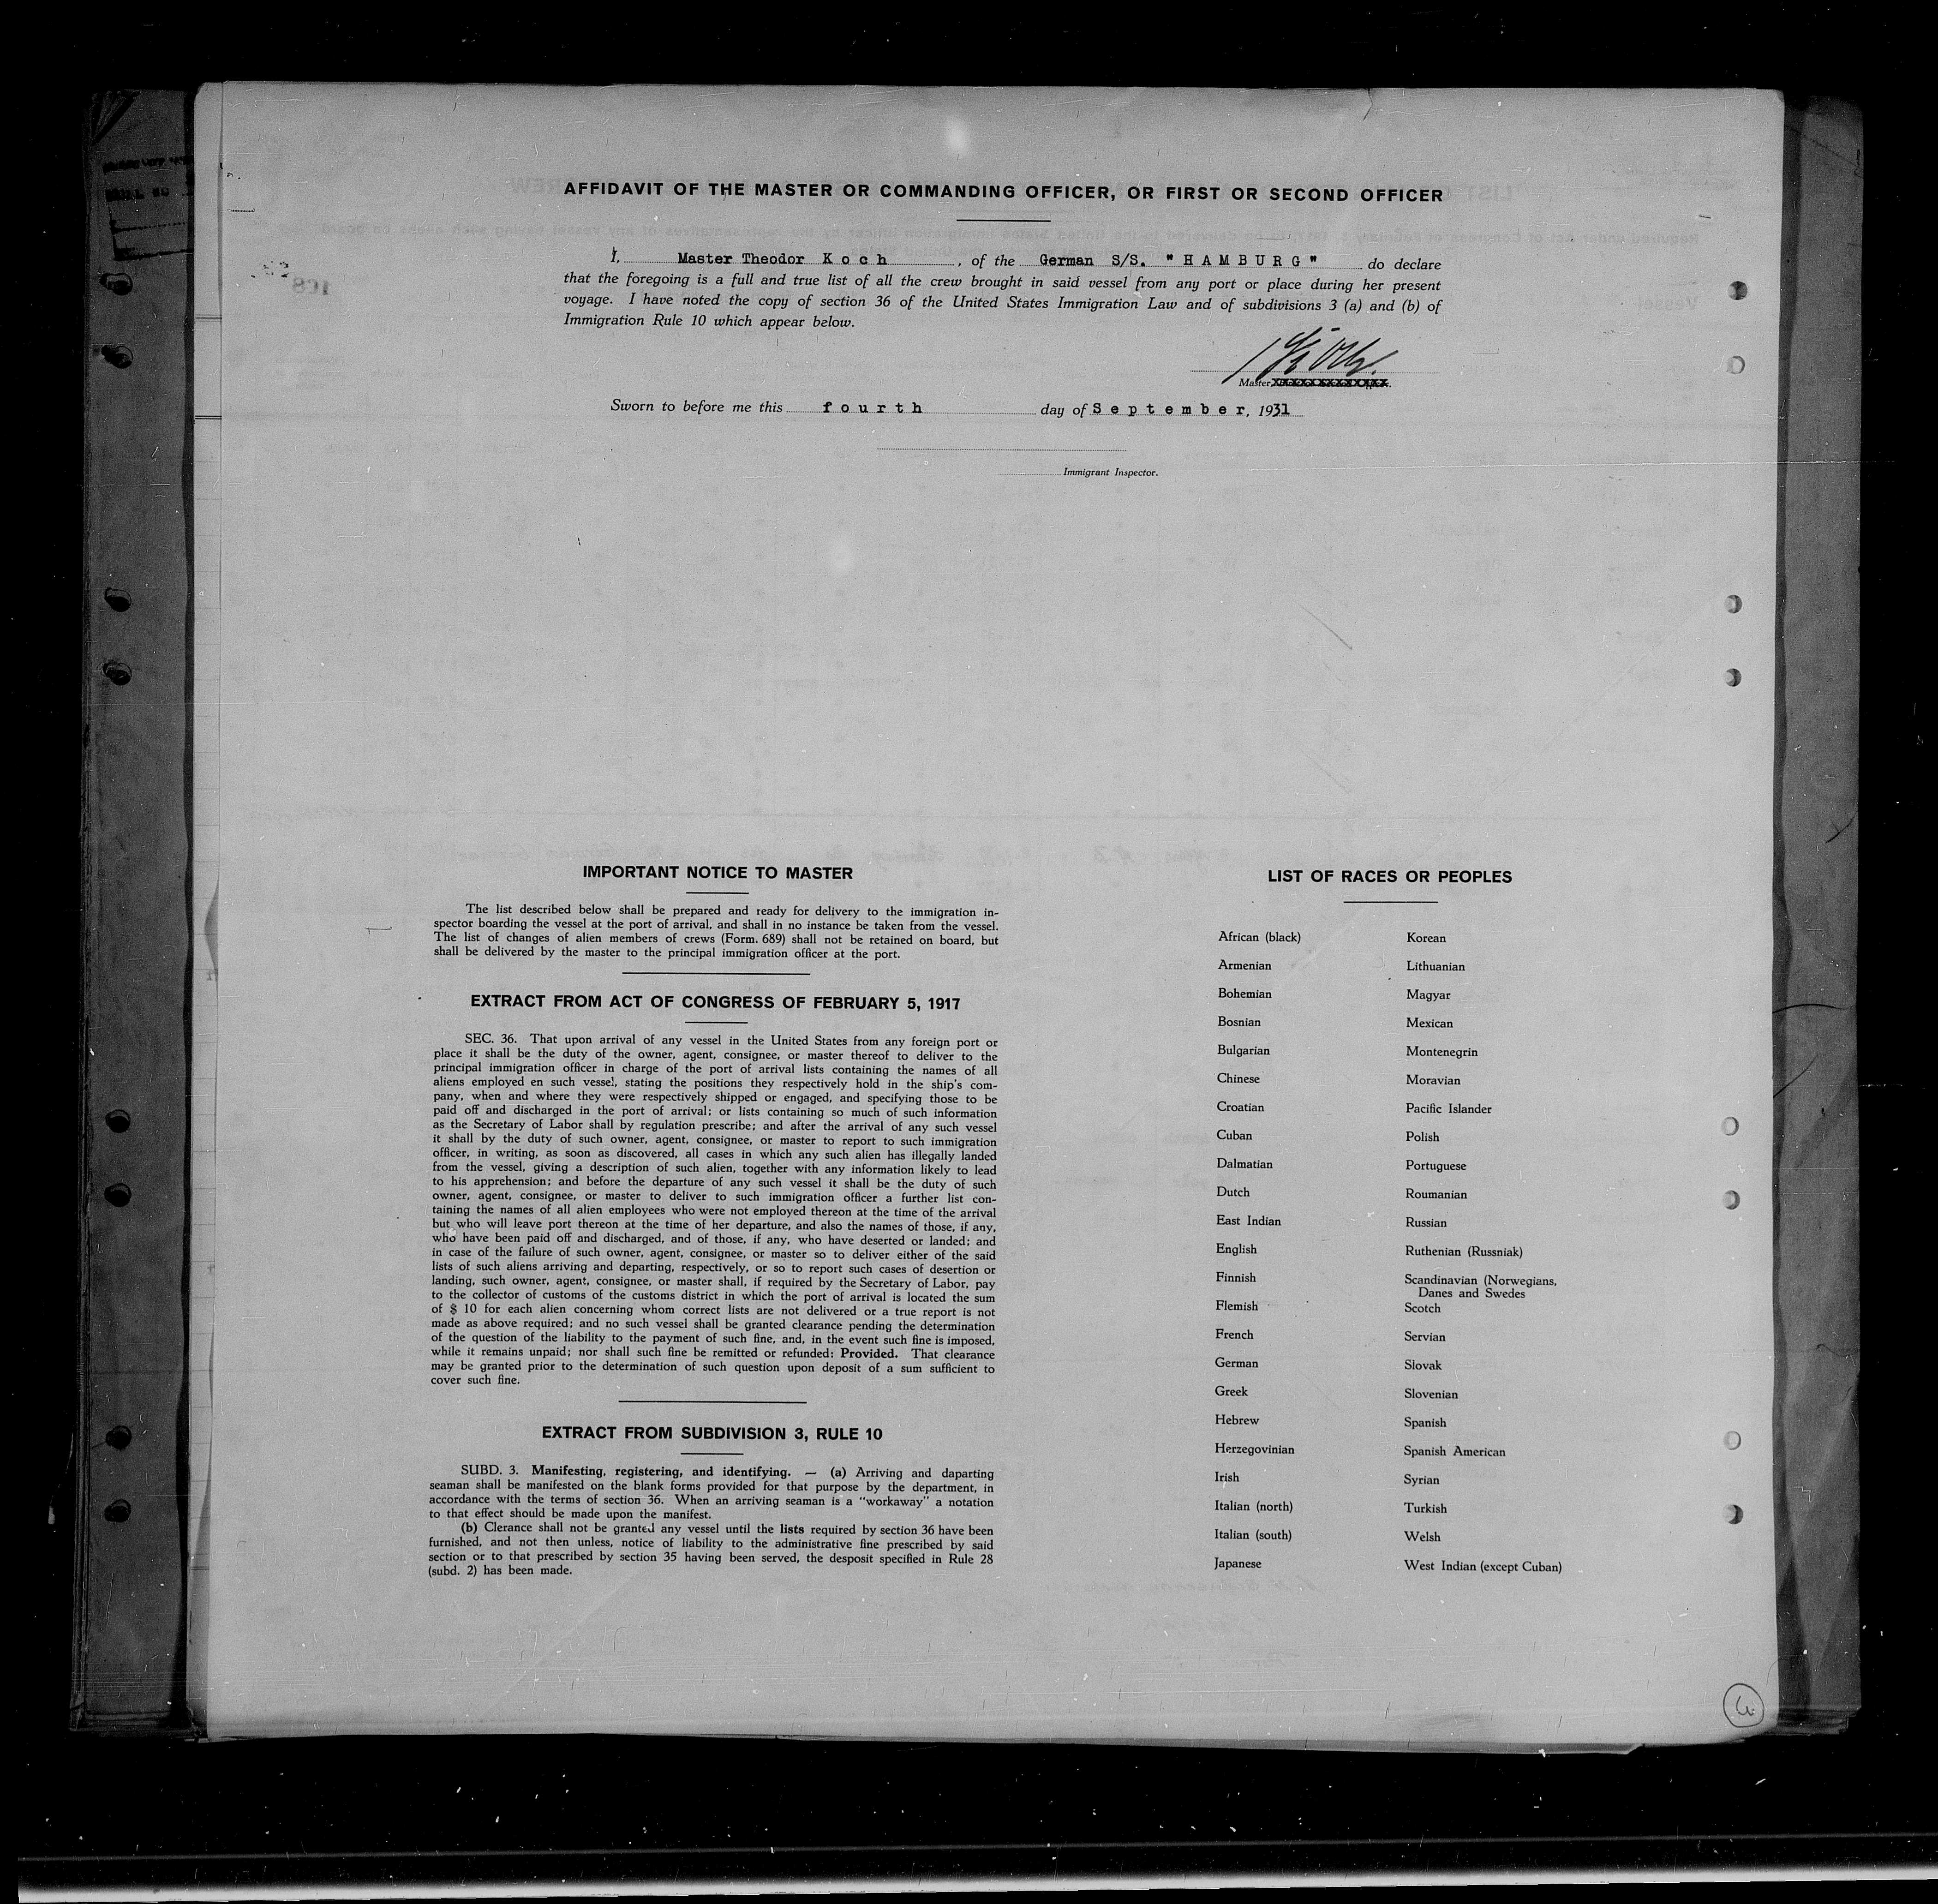 AFFIDAVIT OF THE MASTER OR COMMANDING OFFICER, OR FIRST OR SECOND OFFICER
I, Master Theodor K o c h , of the German S/S. "H A M B U R G" do declare
that the foregoing is a full and true list of all the crew brought in said vessel from any port or place during her present
voyage. I have noted the copy of section 36 of the United States Immigration Law and of subdivisions 3 (a) and (b) of
Immigration Rule 10 which appear below.
Master
Sworn to before me this f o u r t h day of S e p t e m b e r, 1931
Immigrant Inspector.
IMPORTANT NOTICE TO MASTER
The list described below shall be prepared and ready for delivery to the immigration in-
spector boarding the vessel at the port of arrival, and shall in no instance be taken from the vessel.
The list of changes of alien members of crews (Form. 689) shall not be retained on board, but
shall be delivered by the master to the principal immigration officer at the port.
EXTRACT FROM ACT OF CONGRESS OF FEBRUARY 5, 1917
SEC. 36. That upon arrival of any vessel in the United States from any foreign port or
place it shall be the duty of the owner, agent, consignee, or master thereof to deliver to the
principal immigration officer in charge of the port of arrival lists containing the names of all
aliens employed en such vessel, stating the positions they respectively hold in the ship's com-
pany, when and where they were respectively shipped or engaged, and specifying those to be
paid off and discharged in the port of arrival; or lists containing so much of such information
as the Secretary of Labor shall by regulation prescribe; and after the arrival of any such vessel
it shall by the duty of such owner, agent, consignee, or master to report to such immigration
officer, in writing, as soon as discovered, all cases in which any such alien has illegally landed
from the vessel, giving a description of such alien, together with any information likely to lead
to his apprehension; and before the departure of any such vessel it shall be the duty of such
owner, agent, consignee, or master to deliver to such immigration officer a further list con-
taining the names of all alien employees who were not employed thereon at the time of the arrival
but who will leave port thereon at the time of her departure, and also the names of those, if any,
who have been paid off and discharged, and of those, if any, who have deserted or landed; and
in case of the failure of such owner, agent, consignee, or master so to deliver either of the said
lists of such aliens arriving and departing, respectively, or so to report such cases of desertion or
landing, such owner, agent, consignee, or master shall, if required by the Secretary of Labor, pay
to the collector of customs of the customs district in which the port of arrival is located the sum
of $ 10 for each alien concerning whom correct lists are not delivered or a true report is not
made as above required; and no such vessel shall be granted clearance pending the determination
of the question of the liability to the payment of such fine, and, in the event such fine is imposed,
while it remains unpaid; nor shall such fine be remitted or refunded: Provided. That clearance
may be granted prior to the determination of such question upon deposit of a sum sufficient to
cover such fine.
EXTRACT FROM SUBDIVISION 3, RULE 10
SUBD. 3. Manifesting, registering, and identifying. — (a) Arriving and daparting
seaman shall be manifested on the blank forms provided for that purpose by the department, in
accordance with the terms of section 36. When an arriving seaman is a "workaway" a notation
to that effect should be made upon the manifest.
(b) Clerance shall not be granted any vessel until the lists required by section 36 have been
furnished, and not then unless, notice of liability to the administrative fine prescribed by said
section or to that prescribed by section 35 having been served, the desposit specified in Rule 28
(subd. 2) has been made.
LIST OF RACES OR PEOPLES
African (black)
Armenian
Bohemian
Bosnian
Bulgarian
Chinese
Croatian
Cuban
Dalmatian
Dutch
East Indian
English
Finnish
Flemish
French
German
Greek
Hebrew
Herzegovinian
Irish
Italian (north)
Italian (south)
Japanese
Korean
Lithuanian
Magyar
Mexican
Montenegrin
Moravian
Pacific Islander
Polish
Portuguese
Roumanian
Russian
Ruthenian (Russniak)
Scandinavian (Norwegians,
Danes and Swedes
Scotch
Servian
Slovak
Slovenian
Spanish
Spanish American
Syrian
Turkish
Welsh
West Indian (except Cuban)